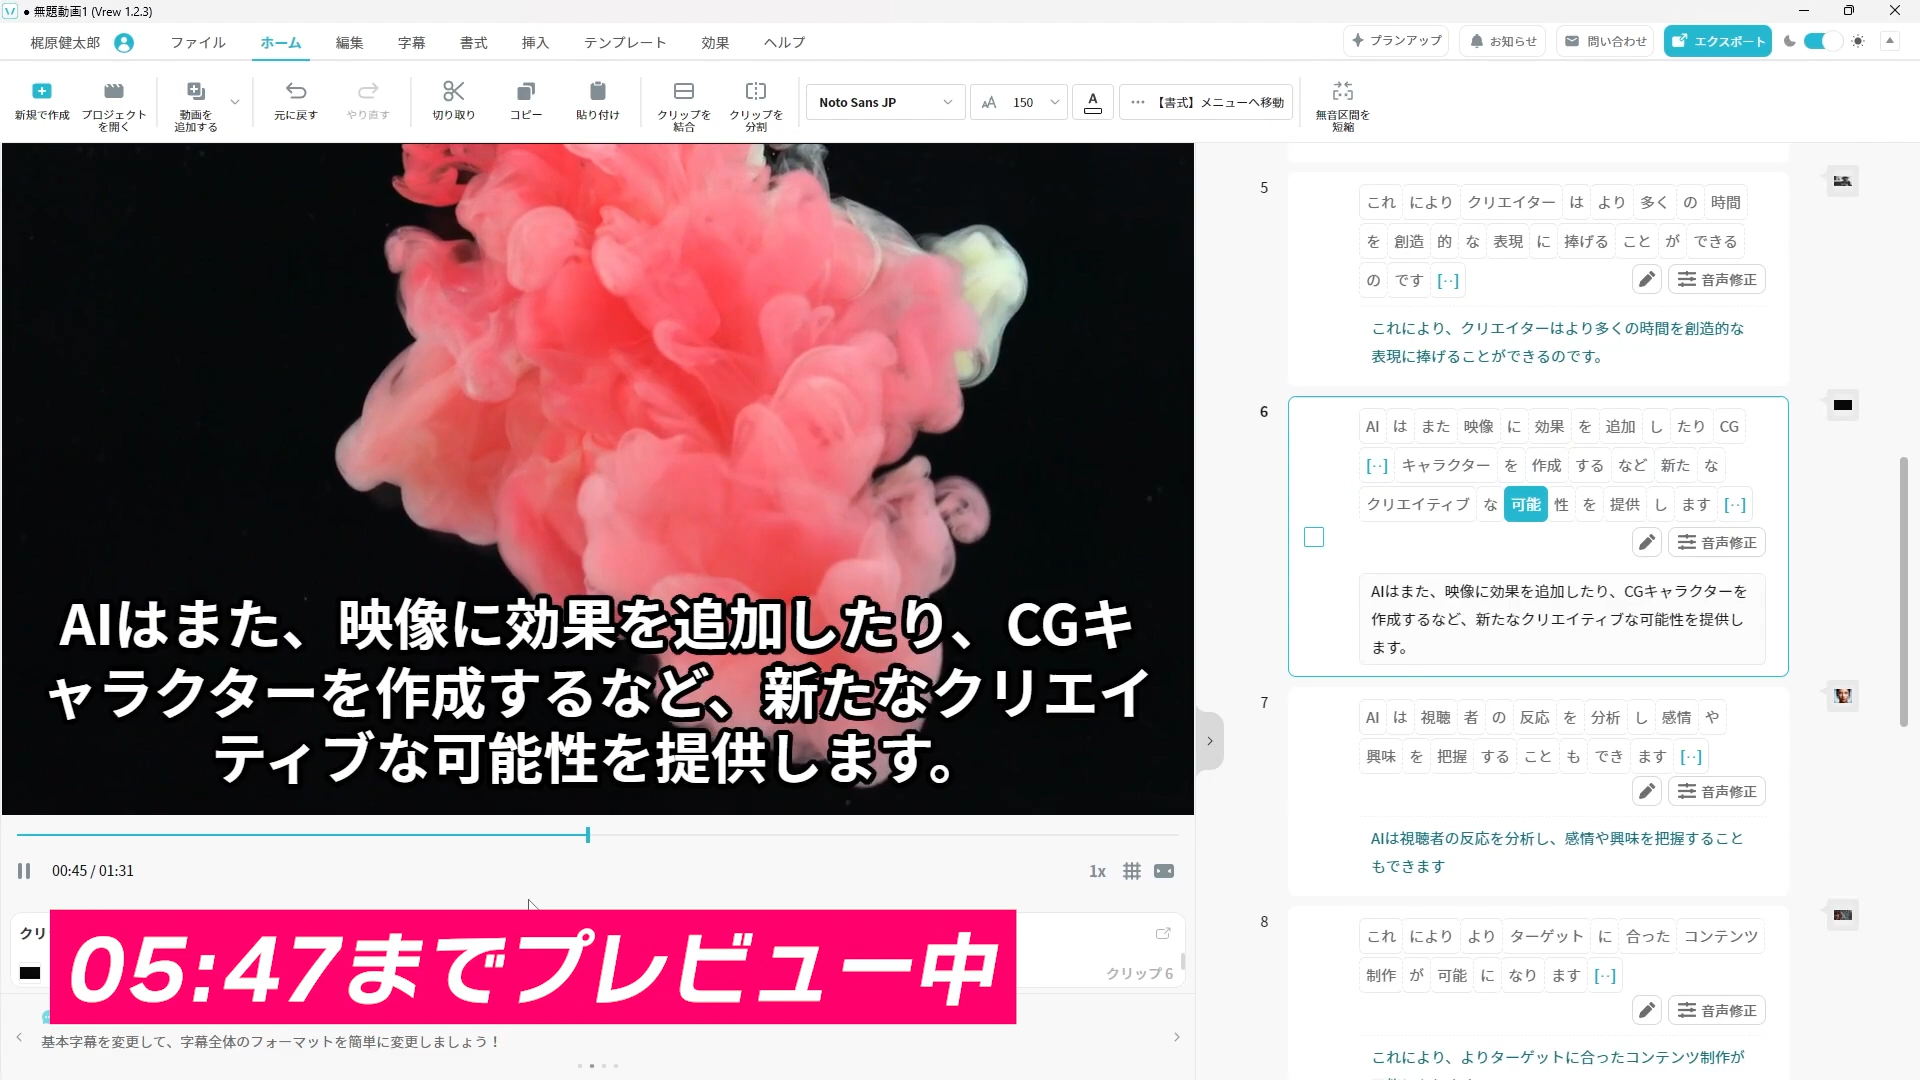 ● 無題動画1 (Vrew 1.2.3)
梶原健太郎 ファイル ホーム 編集 字幕 書式 挿入 テンプレート 効果 ヘルプ
プランアップ お知らせ 問い合わせ エクスポート
新規で作成
プロジェクトを開く
動画を追加する
元に戻す
やり直す
切り取り
コピー
貼り付け
クリップを結合
クリップを分割
Noto Sans JP
150
A
【書式】メニューへ移動
無音区間を短縮
AIはまた、映像に効果を追加したり、CGキ
ャラクターを作成するなど、新たなクリエイ
ティブな可能性を提供します。
00:45 / 01:31
1x
クリ
クリップ 6
05:47までプレビュー中
基本字幕を変更して、字幕全体のフォーマットを簡単に変更しましょう！
5
これ により クリエイター は より 多く の 時間
を 創造 的 な 表現 に 捧げる こと が できる
の です [··]
音声修正
これにより、クリエイターはより多くの時間を創造的な
表現に捧げることができるのです。
6
AI は また 映像 に 効果 を 追加 し たり CG
[··] キャラクター を 作成 する など 新た な
クリエイティブ な 可能 性 を 提供 し ます [··]
音声修正
AIはまた、映像に効果を追加したり、CGキャラクターを
作成するなど、新たなクリエイティブな可能性を提供し
ます。
7
AI は 視聴 者 の 反応 を 分析 し 感情 や
興味 を 把握 する こと も でき ます [··]
音声修正
AIは視聴者の反応を分析し、感情や興味を把握すること
もできます
8
これ により より ターゲット に 合った コンテンツ
制作 が 可能 に なり ます [··]
音声修正
これにより、よりターゲットに合ったコンテンツ制作が